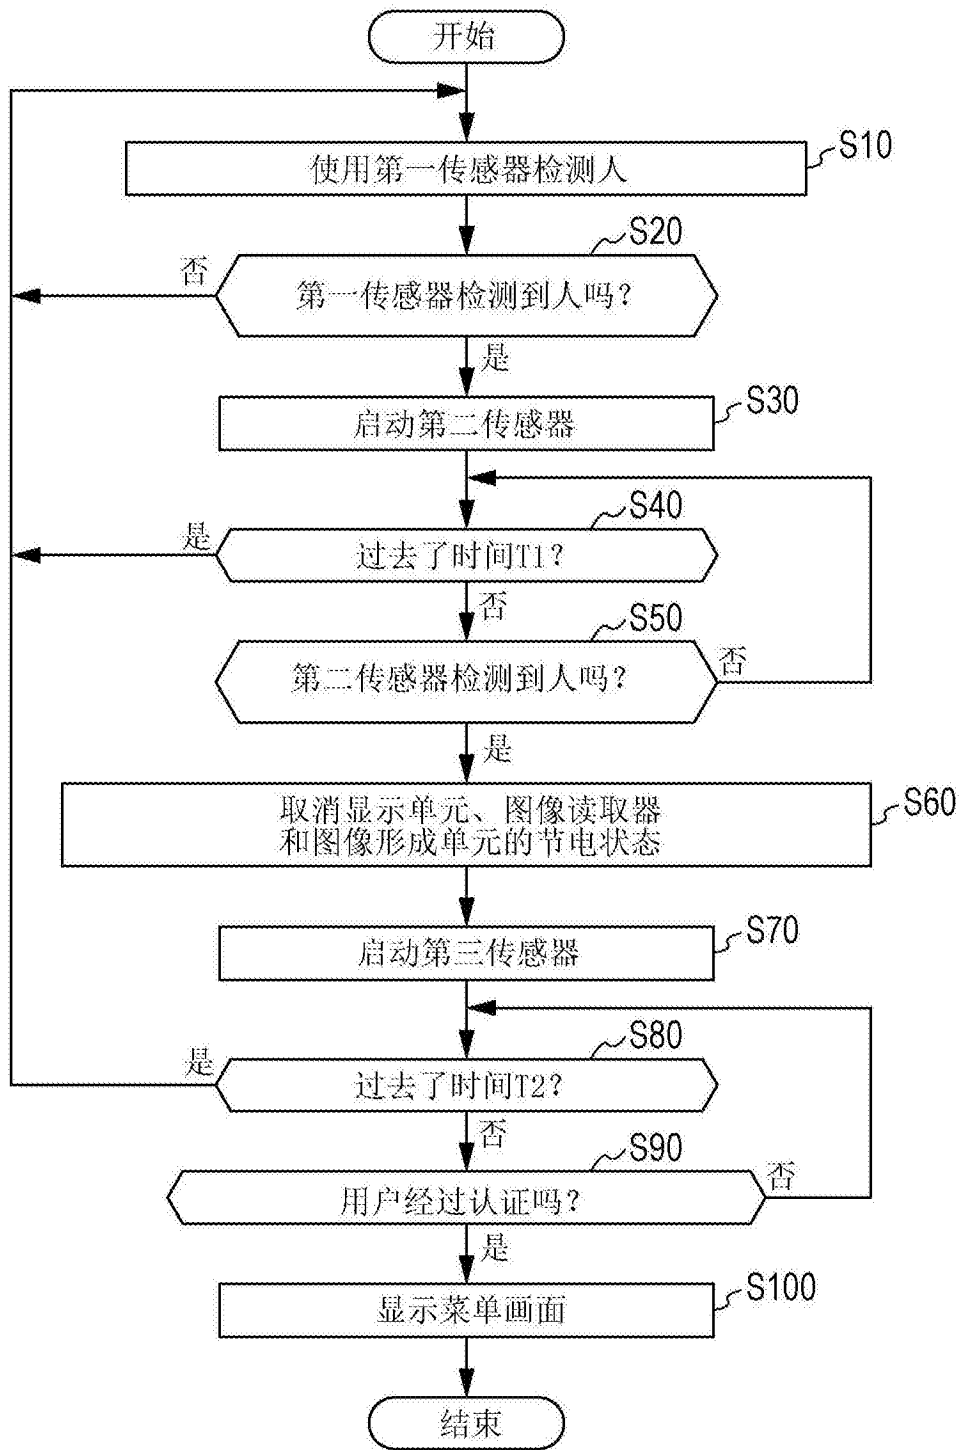 开始
S10
使用第一传感器检测人
S20
否
第一传感器检测到人吗？
是
S30
启动第二传感器
S40
是
过去了时间T1？
否
S50
第二传感器检测到人吗？
否
是
取消显示单元、图像读取器
和图像形成单元的节电状态
S60
S70
启动第三传感器
S80
是
过去了时间T2？
否
S90
用户经过认证吗？
否
是
S100
显示菜单画面
结束